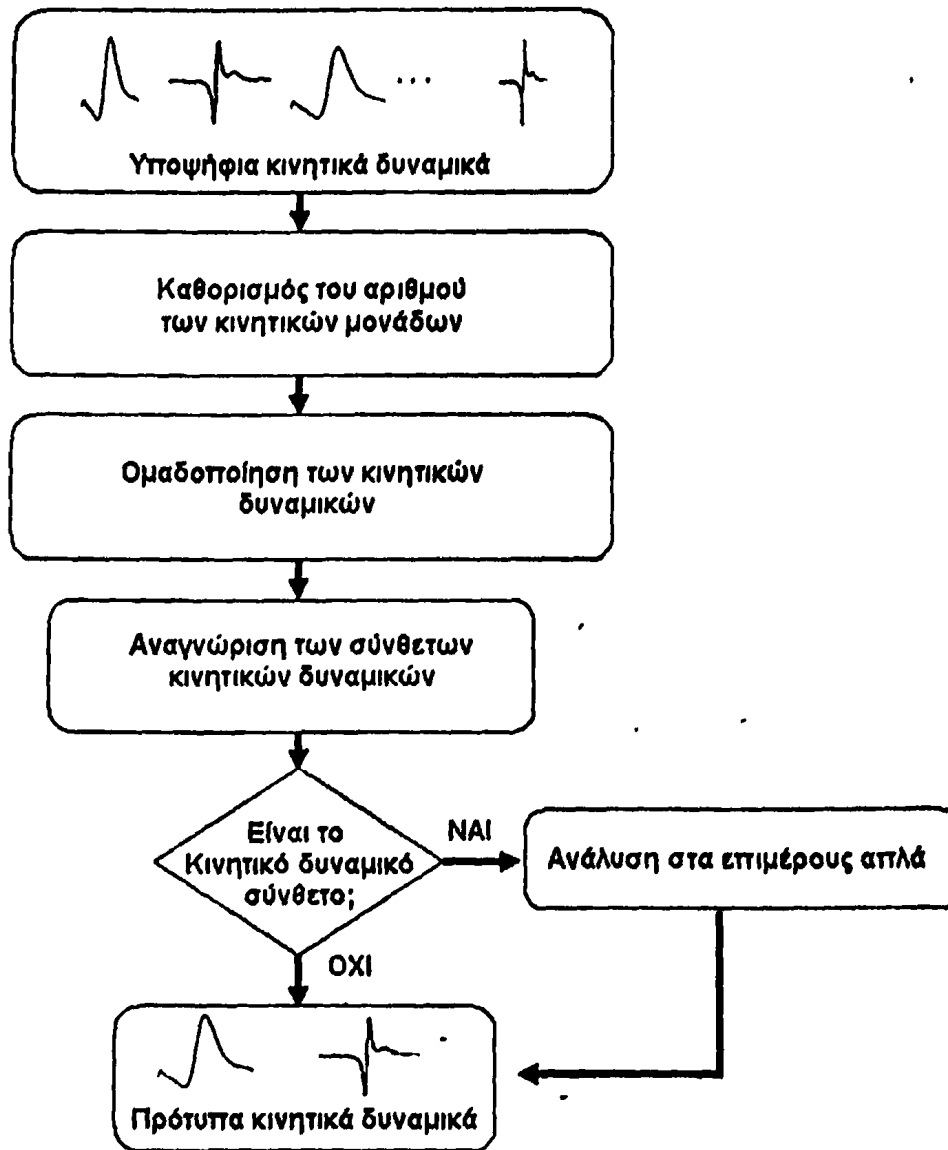 ...
Υποψήφια κινητικά δυναμικά
Καθορισμός του αριθμού
των κινητικών μονάδων
Ομαδοποίηση των κινητικών
δυναμικών
Αναγνώριση των σύνθετων
κινητικών δυναμικών
Είναι το
Κινητικό δυναμικό
σύνθετο;
ΝΑΙ
Ανάλυση στα επιμέρους απλά
ΟΧΙ
Πρότυπα κινητικά δυναμικά